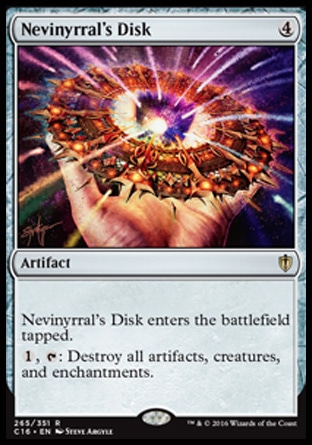 Nevinyrral's Disk 4
Artifact
Nevinyrral's Disk enters the battlefield
tapped.
1, : Destroy all artifacts, creatures,
and enchantments.
265/351 R
C16 • EN Steve Argyle
™ & © 2016 Wizards of the Coast